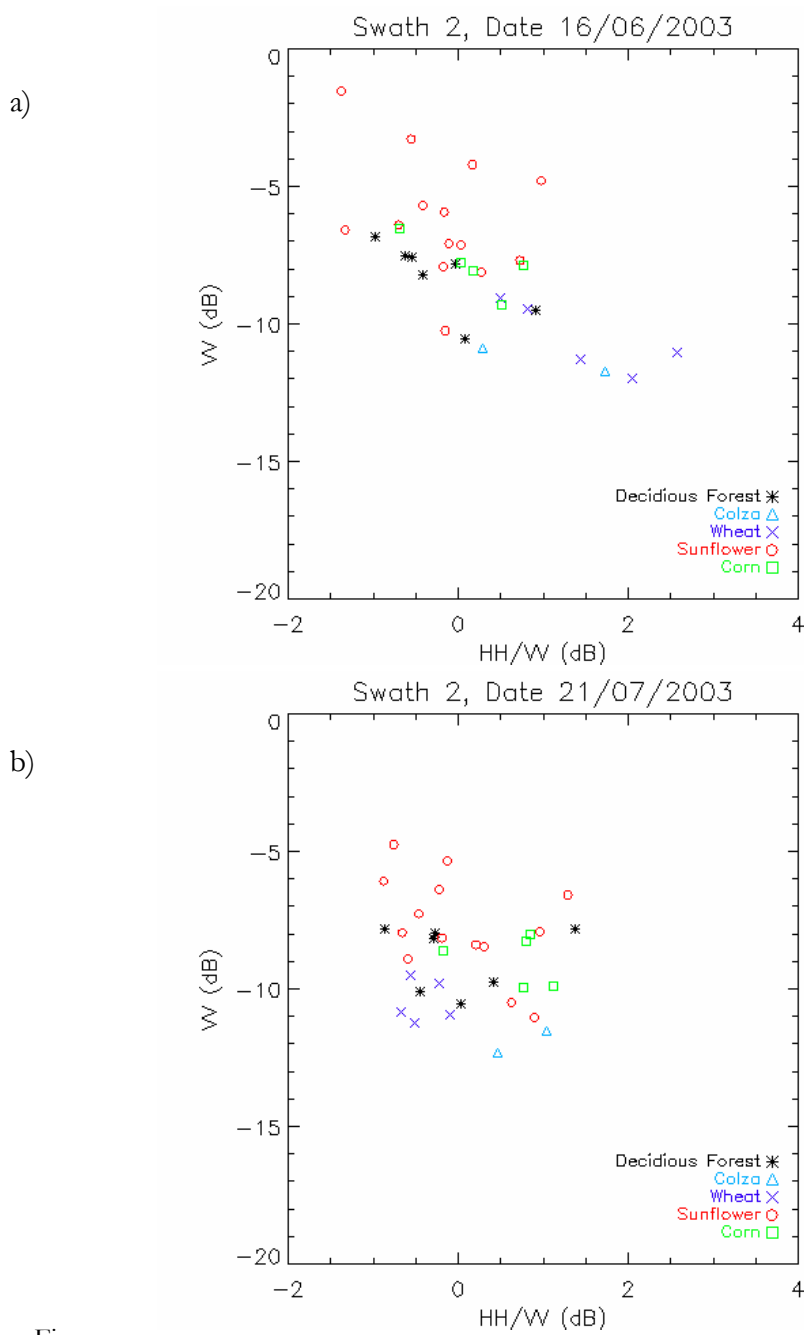 a)
Swath 2, Date 16/06/2003
0
−5
−10
−15
−20
VV (dB)
Decidious Forest
Colza
Wheat
Sunflower
Corn
−2 0 2 4
HH/VV (dB)
b)
Swath 2, Date 21/07/2003
0
−5
−10
−15
−20
VV (dB)
Decidious Forest
Colza
Wheat
Sunflower
Corn
−2 0 2 4
HH/VV (dB)